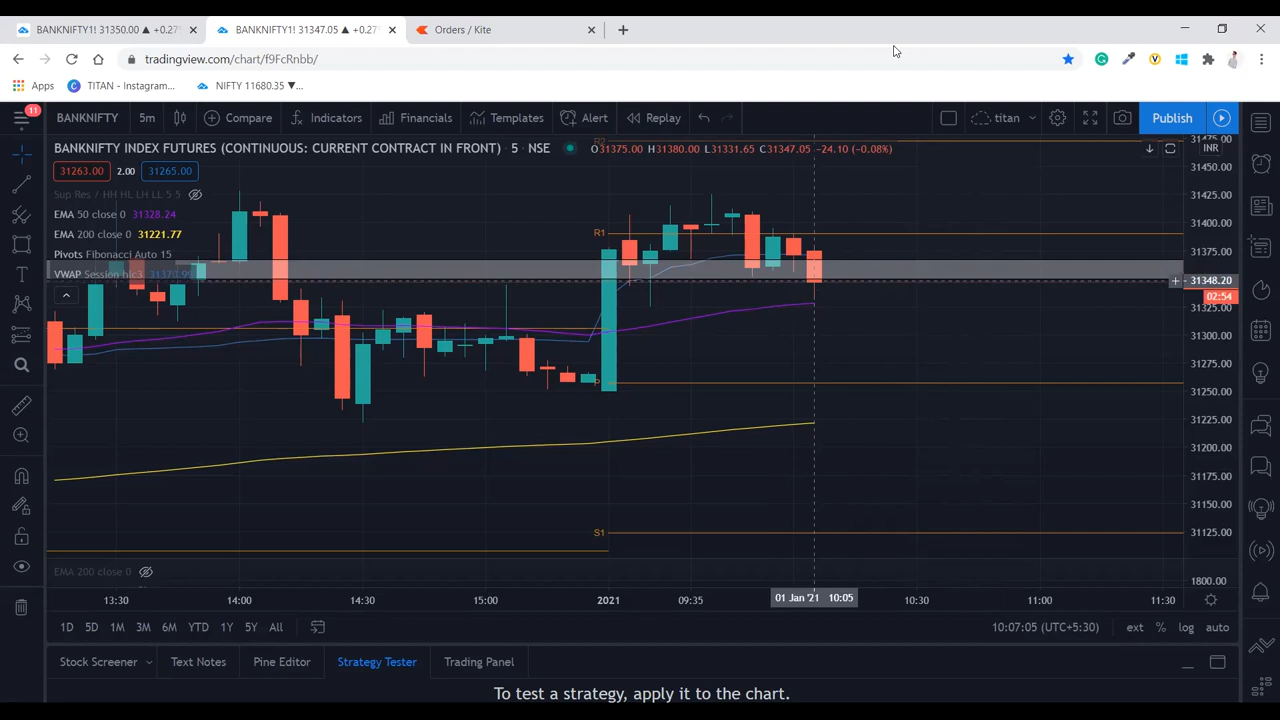 BANKNIFTY1! 31350.00 ▲ +0.27
BANKNIFTY1! 31347.05 ▲ +0.27
Orders / Kite
tradingview.com/chart/f9FcRnbb/
Apps
TITAN - Instagram...
NIFTY 11680.35 ▼...
11
BANKNIFTY
5m
Compare
Indicators
Financials
Templates
Alert
Replay
titan
Publish
BANKNIFTY INDEX FUTURES (CONTINUOUS: CURRENT CONTRACT IN FRONT) · 5 · NSE
O31375.00 H31380.00 L31331.65 C31347.05 −24.10 (−0.08%)
INR
31475.00
31263.00
2.00
31265.00
Sup Res / HH HL LH LL 5 5
EMA 50 close 0 31328.24
EMA 200 close 0 31221.77
Pivots Fibonacci Auto 15
VWAP Session hlc3 31370.99
R2
R1
P
S1
31450.00
31425.00
31400.00
31375.00
31348.20
02:54
31325.00
31300.00
31275.00
31250.00
31225.00
31200.00
31175.00
31150.00
31125.00
EMA 200 close 0
1800.00
13:30
14:00
14:30
15:00
2021
09:35
01 Jan '21 10:05
10:30
11:00
11:30
1D
5D
1M
3M
6M
YTD
1Y
5Y
All
10:07:05 (UTC+5:30)
ext
%
log
auto
Stock Screener
Text Notes
Pine Editor
Strategy Tester
Trading Panel
To test a strategy, apply it to the chart.